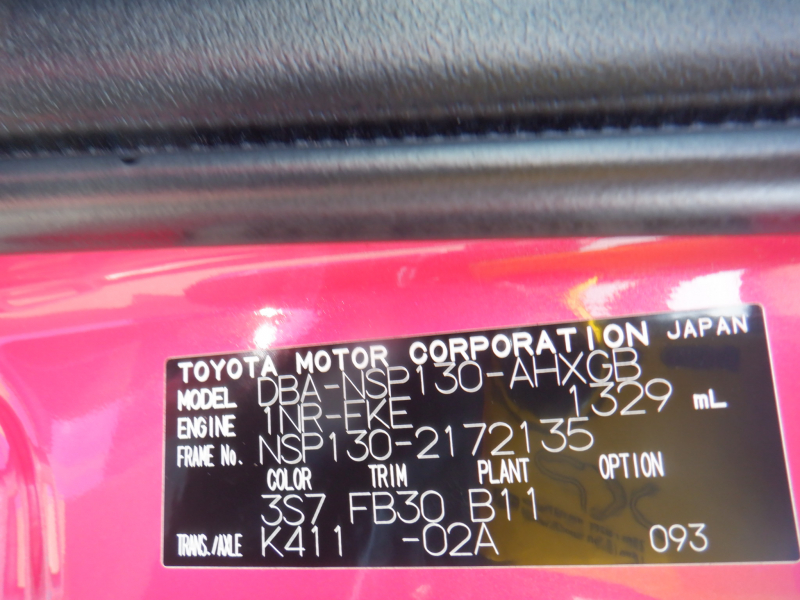 TOYOTA MOTOR CORPORATION JAPAN
MODEL DBA-NSP130-AHXGB
ENGINE 1NR-FKE 1329 mL
FRAME No. NSP130-2172135
COLOR TRIM PLANT OPTION
3S7 FB30 B11
TRANS./AXLE K411 -02A 093